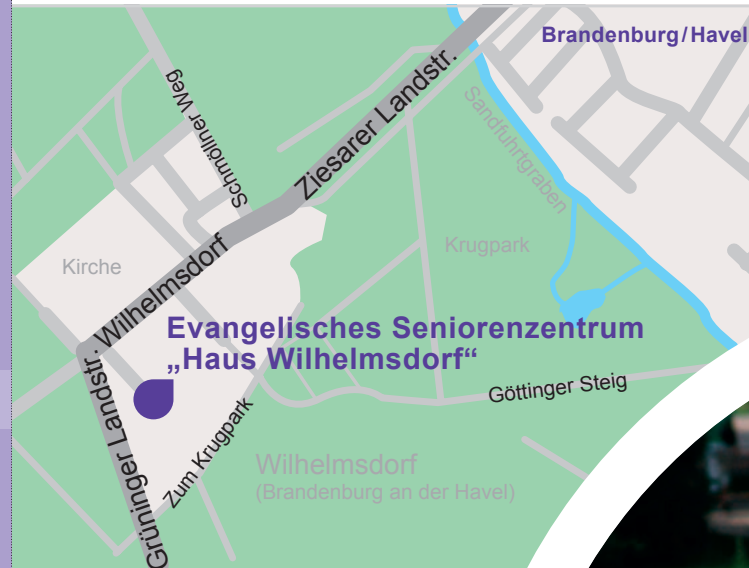 Brandenburg/Havel
Schmöllner Weg
Ziesarer Landstr.
Sandfuhrtgraben
Krugpark
Kirche
Wilhelmsdorf
Evangelisches Seniorenzentrum
„Haus Wilhelmsdorf“
Göttinger Steig
Grüninger Landstr.
Zum Krugpark
Wilhelmsdorf
(Brandenburg an der Havel)